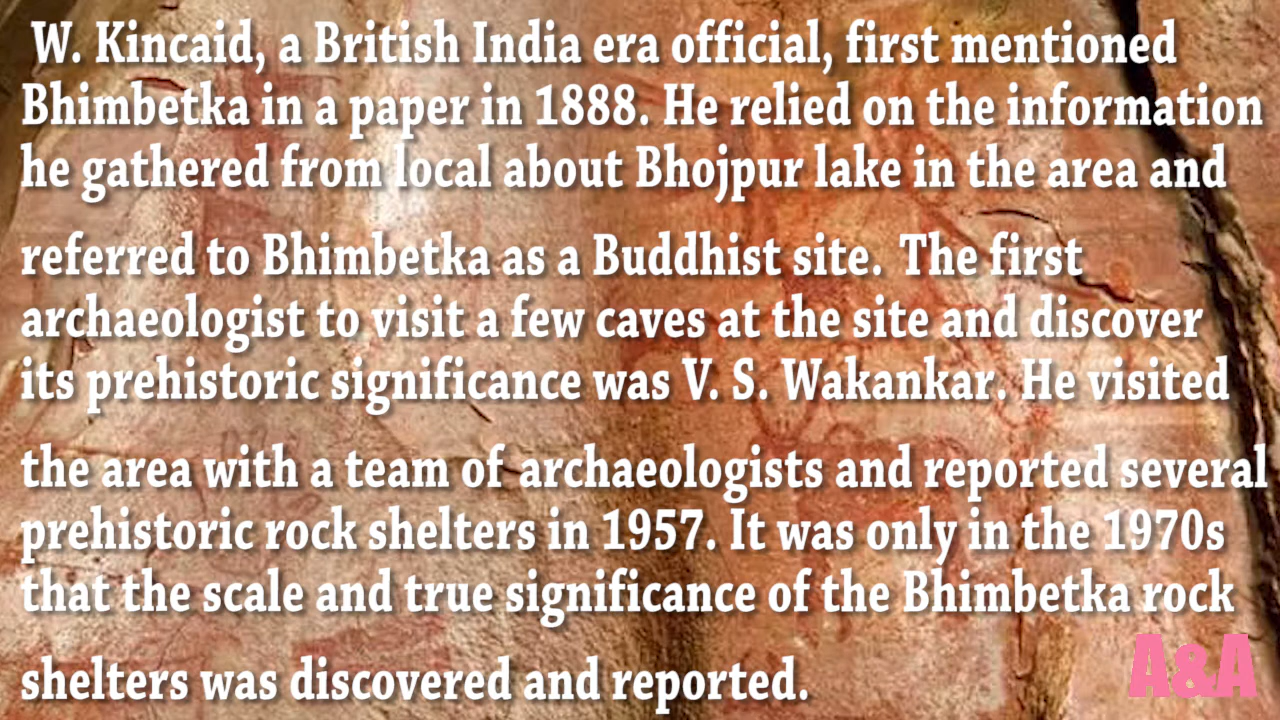 W. Kincaid, a British India era official, first mentioned
Bhimbetka in a paper in 1888. He relied on the information
he gathered from local about Bhojpur lake in the area and
referred to Bhimbetka as a Buddhist site. The first
archaeologist to visit a few caves at the site and discover
its prehistoric significance was V. S. Wakankar. He visited
the area with a team of archaeologists and reported several
prehistoric rock shelters in 1957. It was only in the 1970s
that the scale and true significance of the Bhimbetka rock
shelters was discovered and reported.
A&A